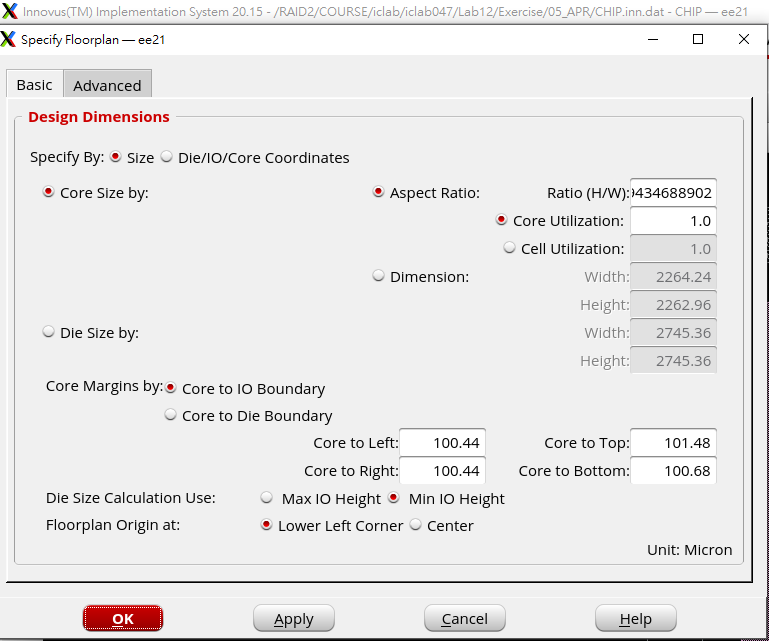 Innovus(TM) Implementation System 20.15 - /RAID2/COURSE/iclab/iclab047/Lab12/Exercise/05_APR/CHIP.inn.dat - CHIP — ee21
Specify Floorplan — ee21
Basic Advanced
Design Dimensions
Specify By: Size Die/IO/Core Coordinates
Core Size by: Aspect Ratio: Ratio (H/W): 9434688902
Core Utilization: 1.0
Cell Utilization: 1.0
Dimension: Width: 2264.24
Height: 2262.96
Die Size by: Width: 2745.36
Height: 2745.36
Core Margins by: Core to IO Boundary
Core to Die Boundary
Core to Left: 100.44 Core to Top: 101.48
Core to Right: 100.44 Core to Bottom: 100.68
Die Size Calculation Use: Max IO Height Min IO Height
Floorplan Origin at: Lower Left Corner Center
Unit: Micron
OK Apply Cancel Help